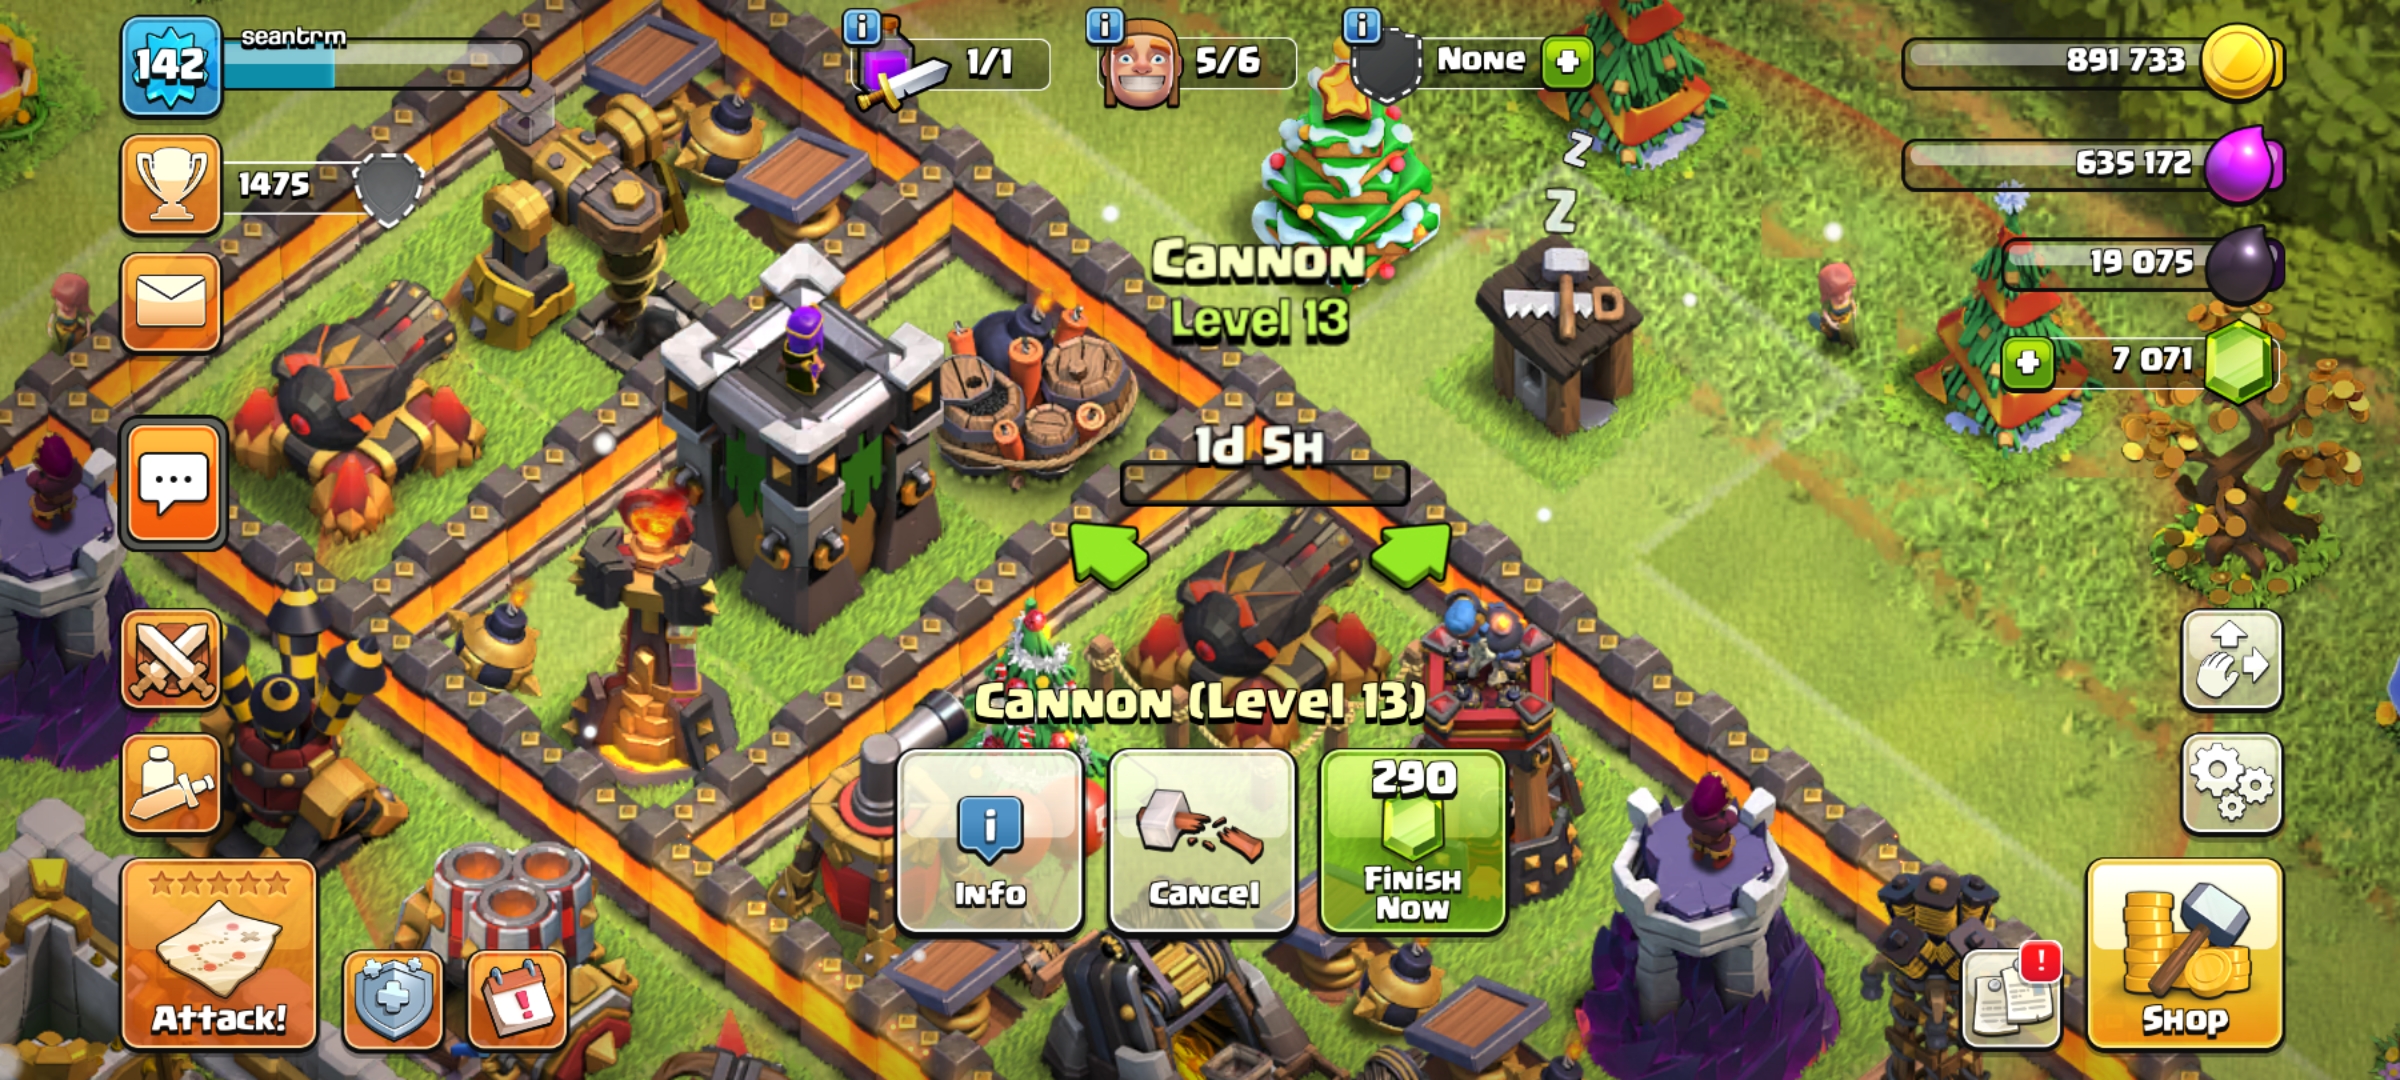 142
seantrm
1/1
5/6
None
891 733
1475
635 172
19 075
7 071
Cannon
Level 13
1d 5H
Z
Z
Cannon (Level 13)
Info
Cancel
290
Finish
Now
Attack!
Shop